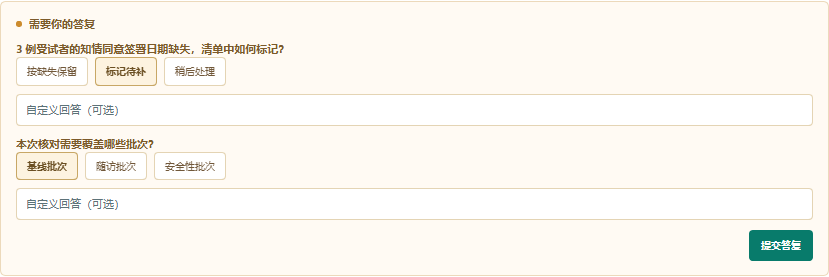 需要你的答复
3 例受试者的知情同意签署日期缺失，清单中如何标记？
按缺失保留 标记待补 稍后处理
自定义回答（可选）
本次核对需要覆盖哪些批次？
基线批次 随访批次 安全性批次
自定义回答（可选）
提交答复